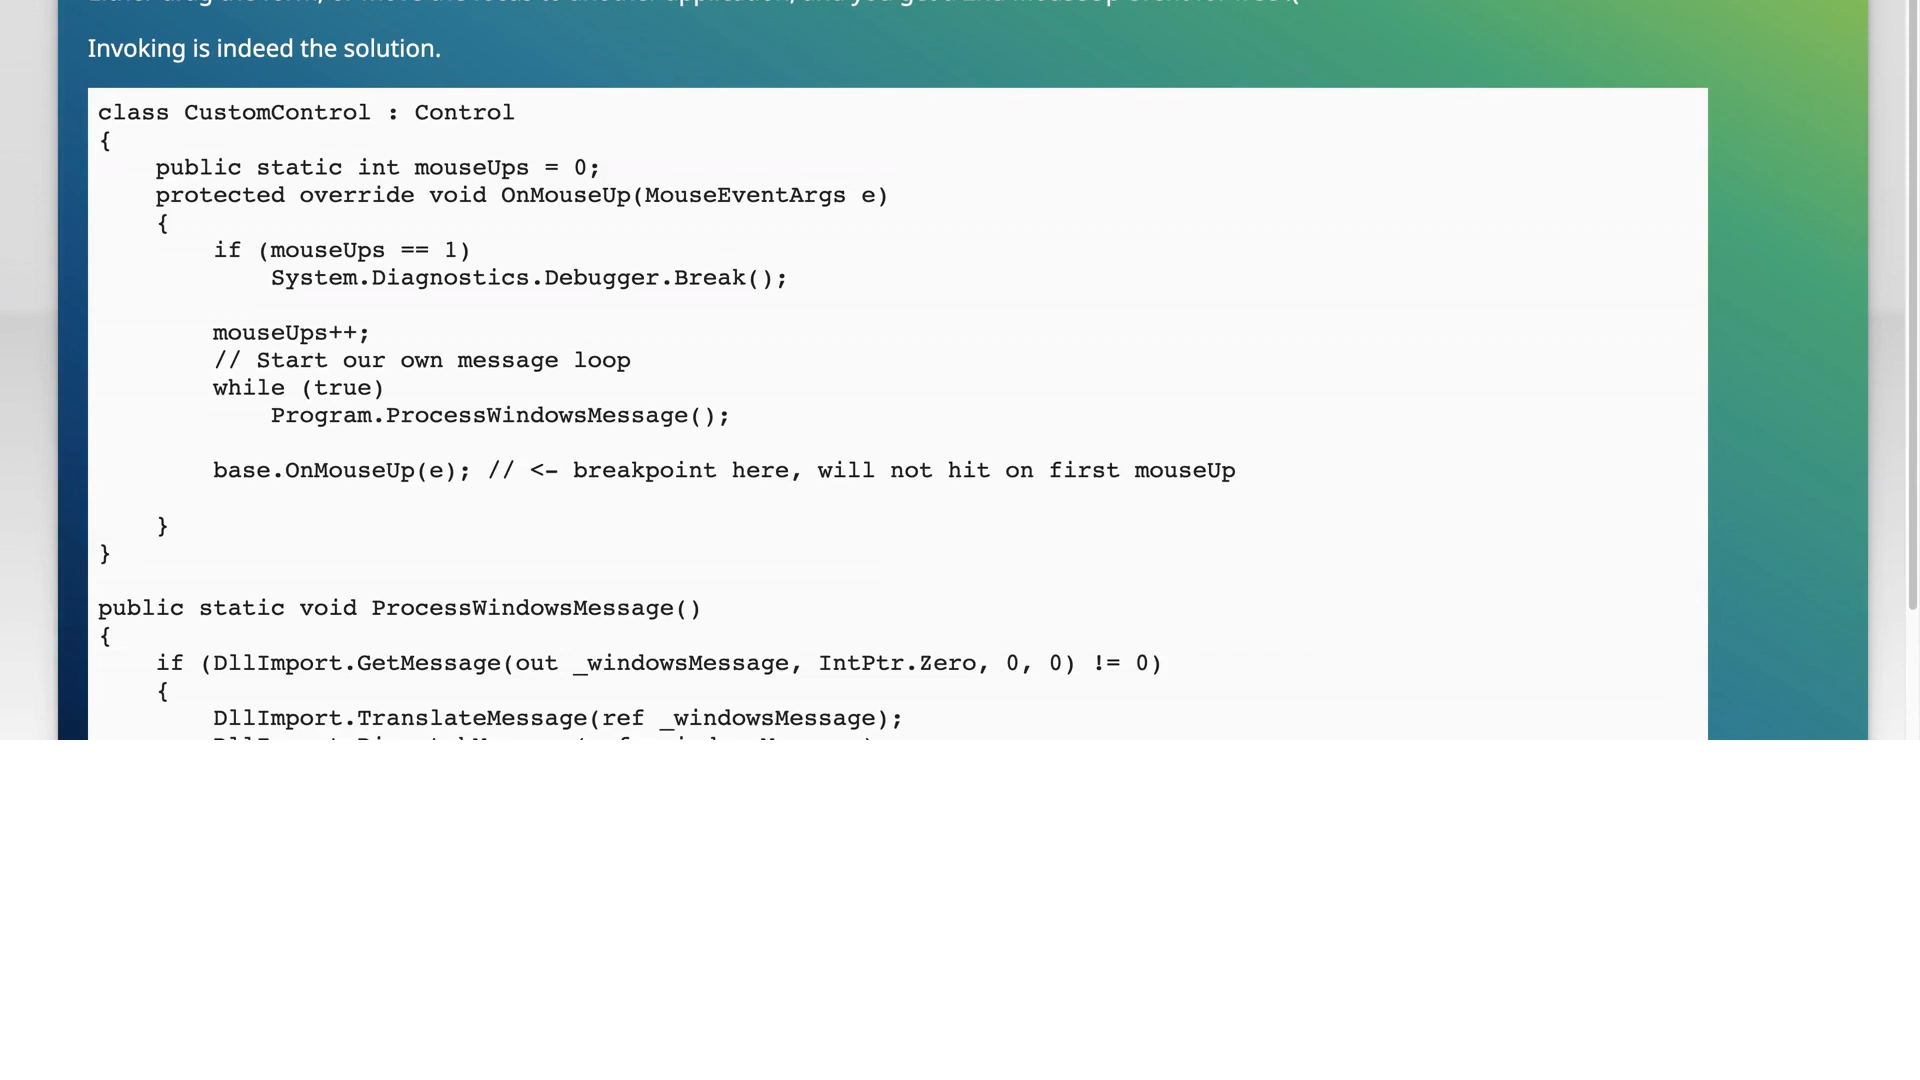 Invoking is indeed the solution.
class CustomControl : Control
{
    public static int mouseUps = 0;
    protected override void OnMouseUp(MouseEventArgs e)
    {
        if (mouseUps == 1)
            System.Diagnostics.Debugger.Break();
        mouseUps++;
        // Start our own message loop
        while (true)
            Program.ProcessWindowsMessage();
        base.OnMouseUp(e); // <- breakpoint here, will not hit on first mouseUp
    }
}
public static void ProcessWindowsMessage()
{
    if (DllImport.GetMessage(out _windowsMessage, IntPtr.Zero, 0, 0) != 0)
    {
        DllImport.TranslateMessage(ref _windowsMessage);